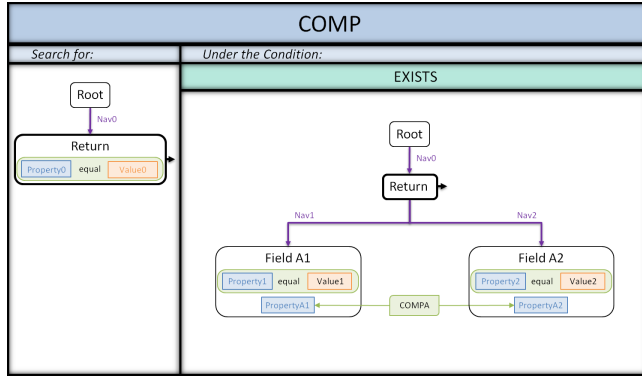 COMP
Search for:
Under the Condition:
EXISTS
Root
Nav0
Return
Property0 equal Value0
Root
Nav0
Return
Nav1 Nav2
Field A1 Field A2
Property1 equal Value1 Property2 equal Value2
PropertyA1 COMPA PropertyA2